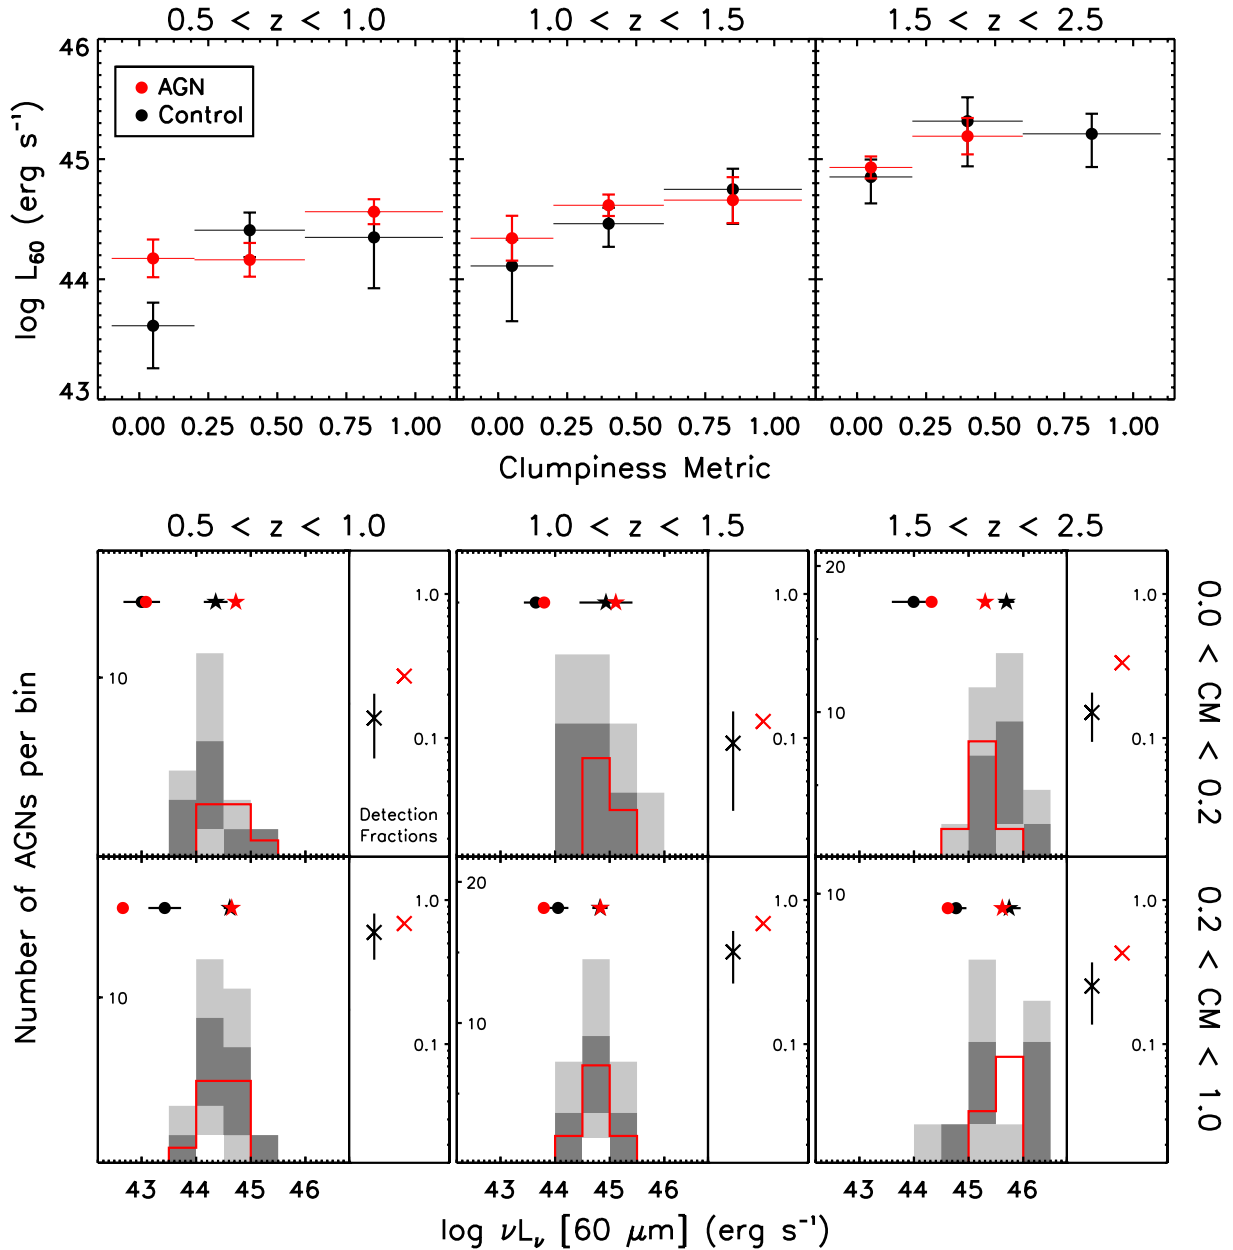 0.5 < z < 1.0
1.0 < z < 1.5
1.5 < z < 2.5
46
45
44
43
log L60 (erg s⁻¹)
AGN
Control
0.00 0.25 0.50 0.75 1.00
0.00 0.25 0.50 0.75 1.00
0.00 0.25 0.50 0.75 1.00
Clumpiness Metric
0.5 < z < 1.0
1.0 < z < 1.5
1.5 < z < 2.5
Number of AGNs per bin
10
1.0
0.1
Detection
Fractions
1.0
0.1
20
10
1.0
0.1
0.0 < CM < 0.2
10
1.0
0.1
20
10
1.0
0.1
10
1.0
0.1
0.2 < CM < 1.0
43 44 45 46
43 44 45 46
43 44 45 46
log νLν [60 μm] (erg s⁻¹)